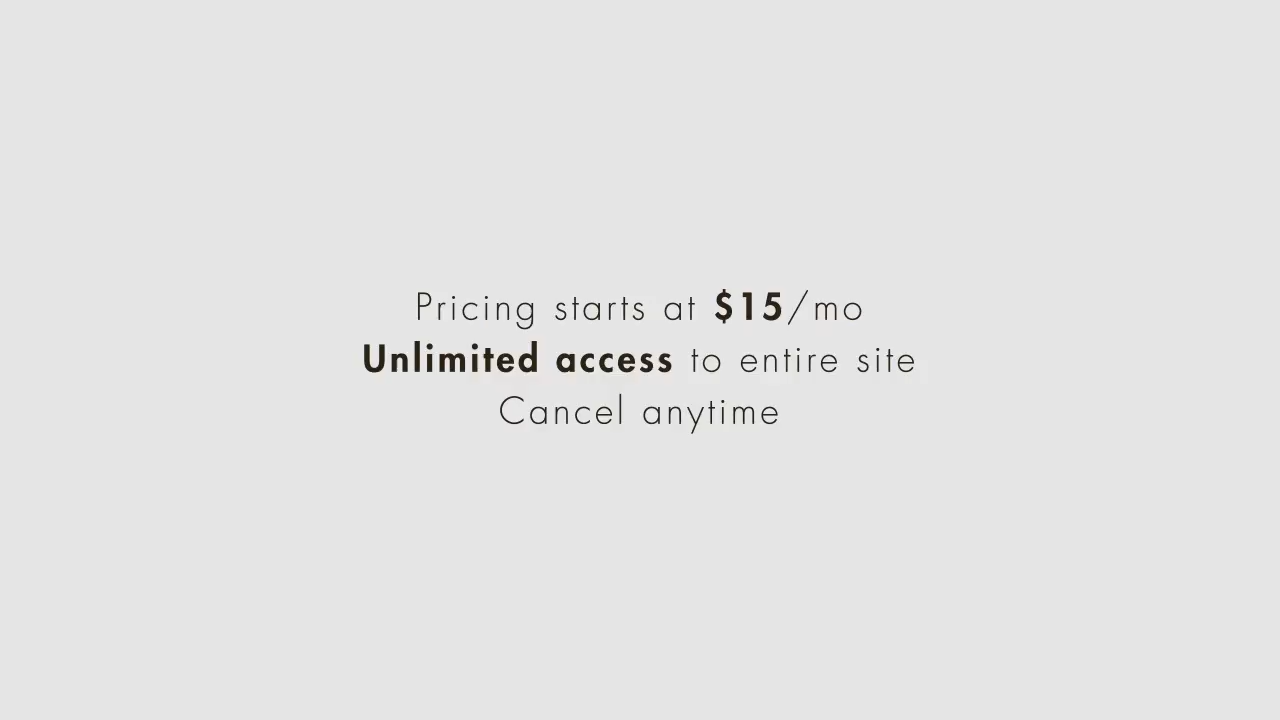 Pricing starts at $15/mo
Unlimited access to entire site
Cancel anytime